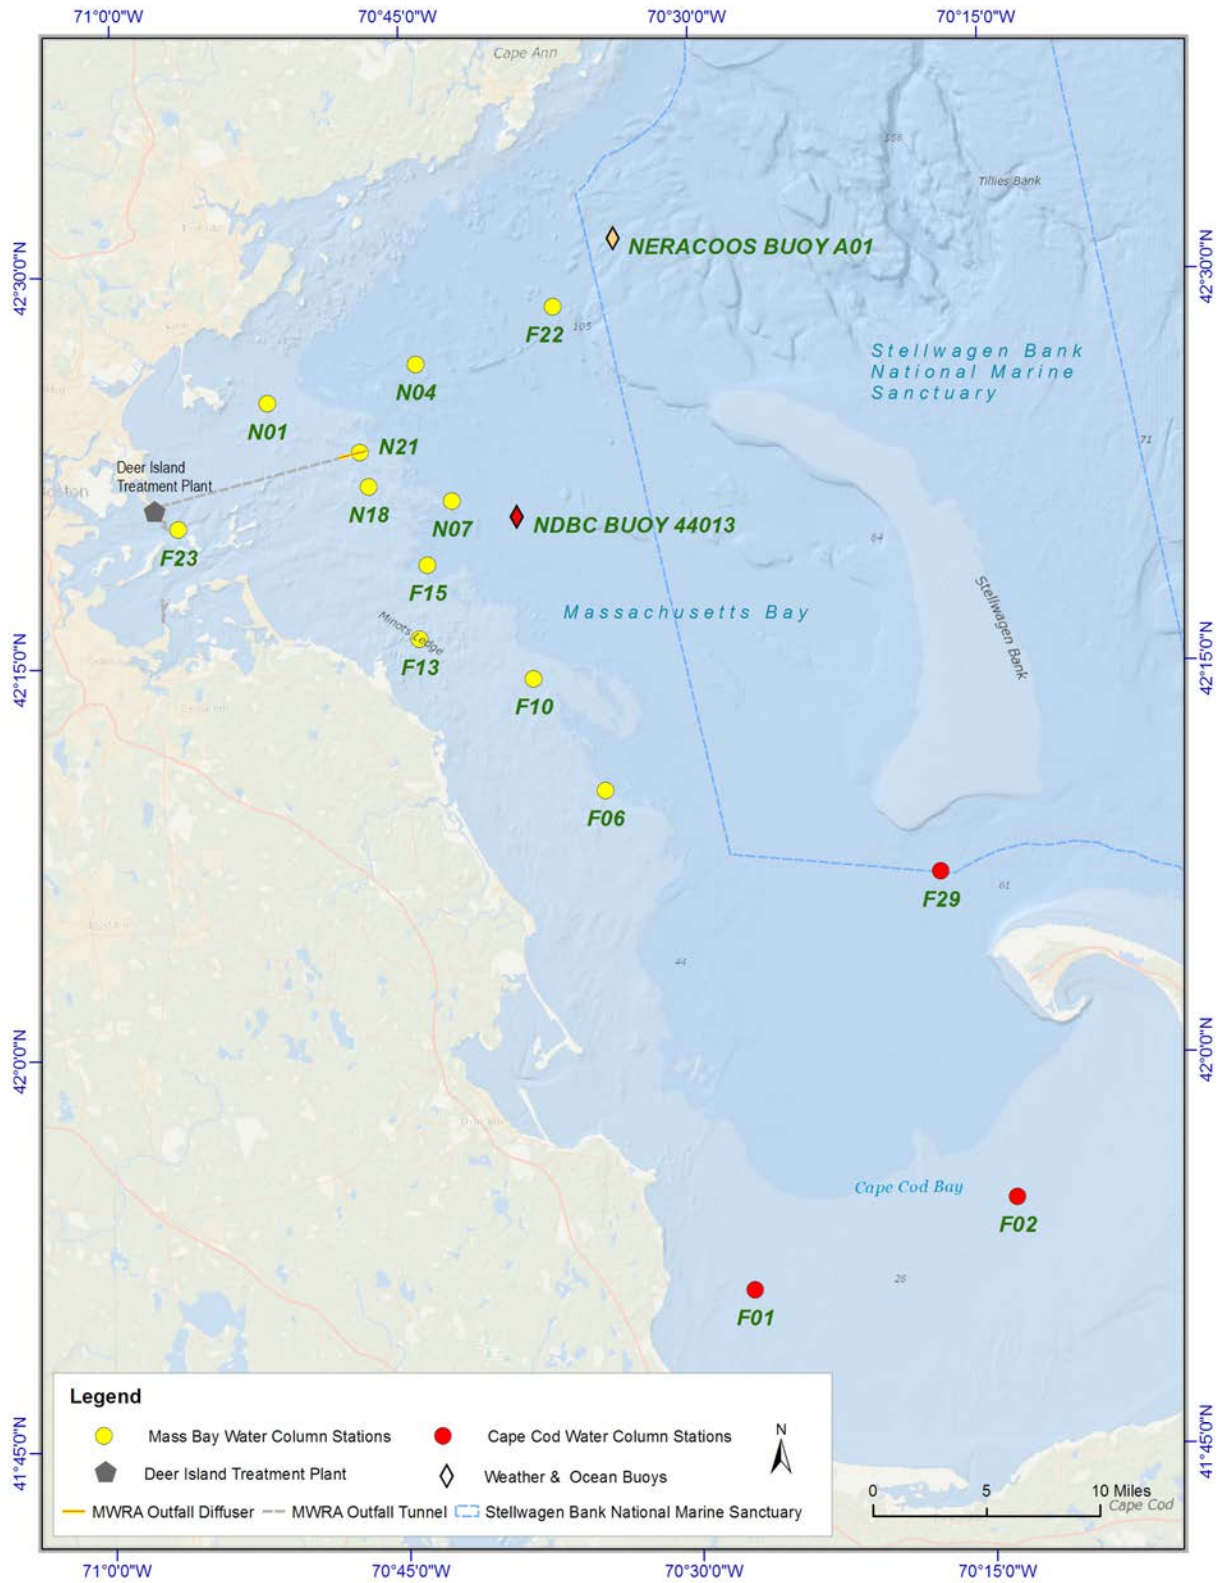 71°0'0"W
70°45'0"W
70°30'0"W
70°15'0"W
Cape Ann
168
Tillies Bank
NERACOOS BUOY A01
42°30'0"N
42°30'0"N
F22
105
Stellwagen Bank
National Marine
Sanctuary
N04
N01
71
N21
Deer Island
Treatment Plant
N18
N07
NDBC BUOY 44013
64
F23
F15
Stellwagen Bank
Massachusetts Bay
Minots Ledge
F13
42°15'0"N
42°15'0"N
F10
F06
F29
61
44
42°0'0"N
42°0'0"N
Cape Cod Bay
F02
26
F01
Legend
Mass Bay Water Column Stations
Cape Cod Water Column Stations
N
Deer Island Treatment Plant
Weather & Ocean Buoys
MWRA Outfall Diffuser
MWRA Outfall Tunnel
Stellwagen Bank National Marine Sanctuary
0
5
10 Miles
Cape Cod
41°45'0"N
41°45'0"N
71°0'0"W
70°45'0"W
70°30'0"W
70°15'0"W